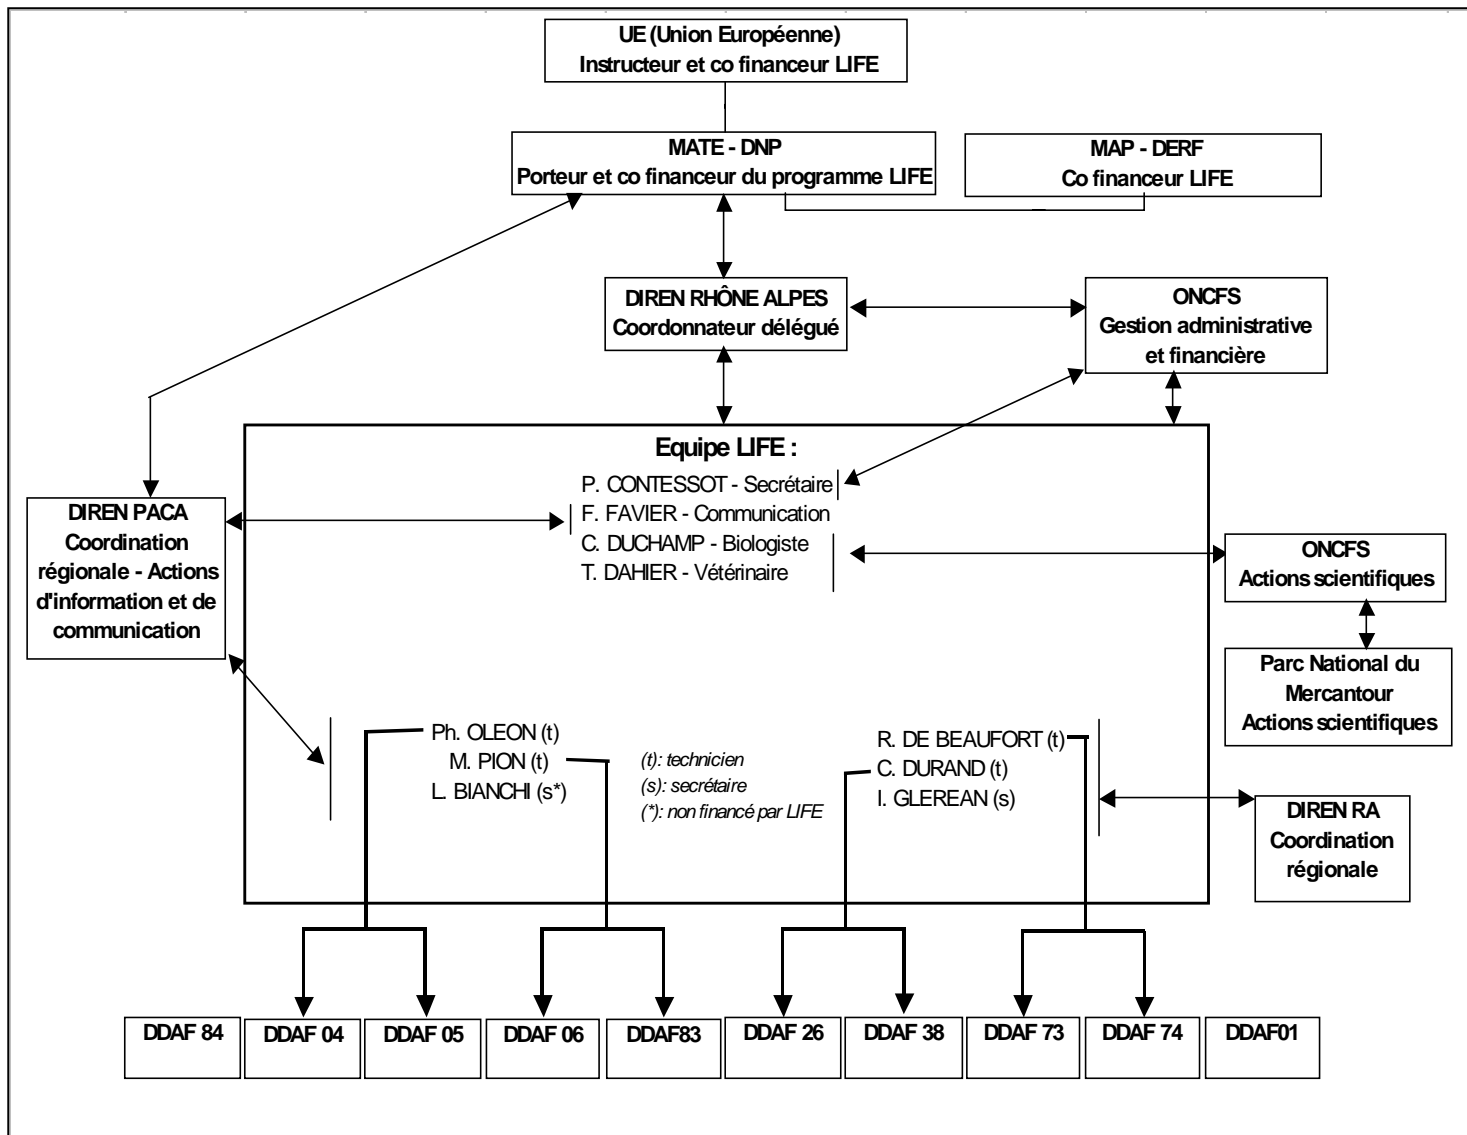 UE (Union Européenne)
Instructeur et co financeur LIFE
MATE - DNP
Porteur et co financeur du programme LIFE
MAP - DERF
Co financeur LIFE
DIREN RHÔNE ALPES
Coordonnateur délégué
ONCFS
Gestion administrative
et financière
Equipe LIFE :
P. CONTESSOT - Secrétaire
F. FAVIER - Communication
C. DUCHAMP - Biologiste
T. DAHIER - Vétérinaire
DIREN PACA
Coordination
régionale - Actions
d'information et de
communication
ONCFS
Actions scientifiques
Parc National du
Mercantour
Actions scientifiques
Ph. OLEON (t)
M. PION (t)
L. BIANCHI (s*)
(t): technicien
(s): secrétaire
(*): non financé par LIFE
R. DE BEAUFORT (t)
C. DURAND (t)
I. GLEREAN (s)
DIREN RA
Coordination
régionale
DDAF 84
DDAF 04
DDAF 05
DDAF 06
DDAF83
DDAF 26
DDAF 38
DDAF 73
DDAF 74
DDAF01